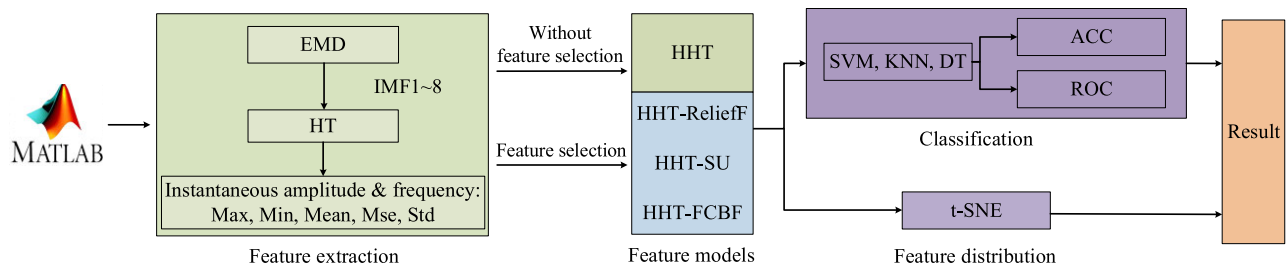 MATLAB
EMD
IMF1~8
HT
Instantaneous amplitude & frequency:
Max, Min, Mean, Mse, Std
Feature extraction
Without
feature selection
Feature selection
HHT
HHT-ReliefF
HHT-SU
HHT-FCBF
Feature models
SVM, KNN, DT
ACC
ROC
Classification
t-SNE
Feature distribution
Result